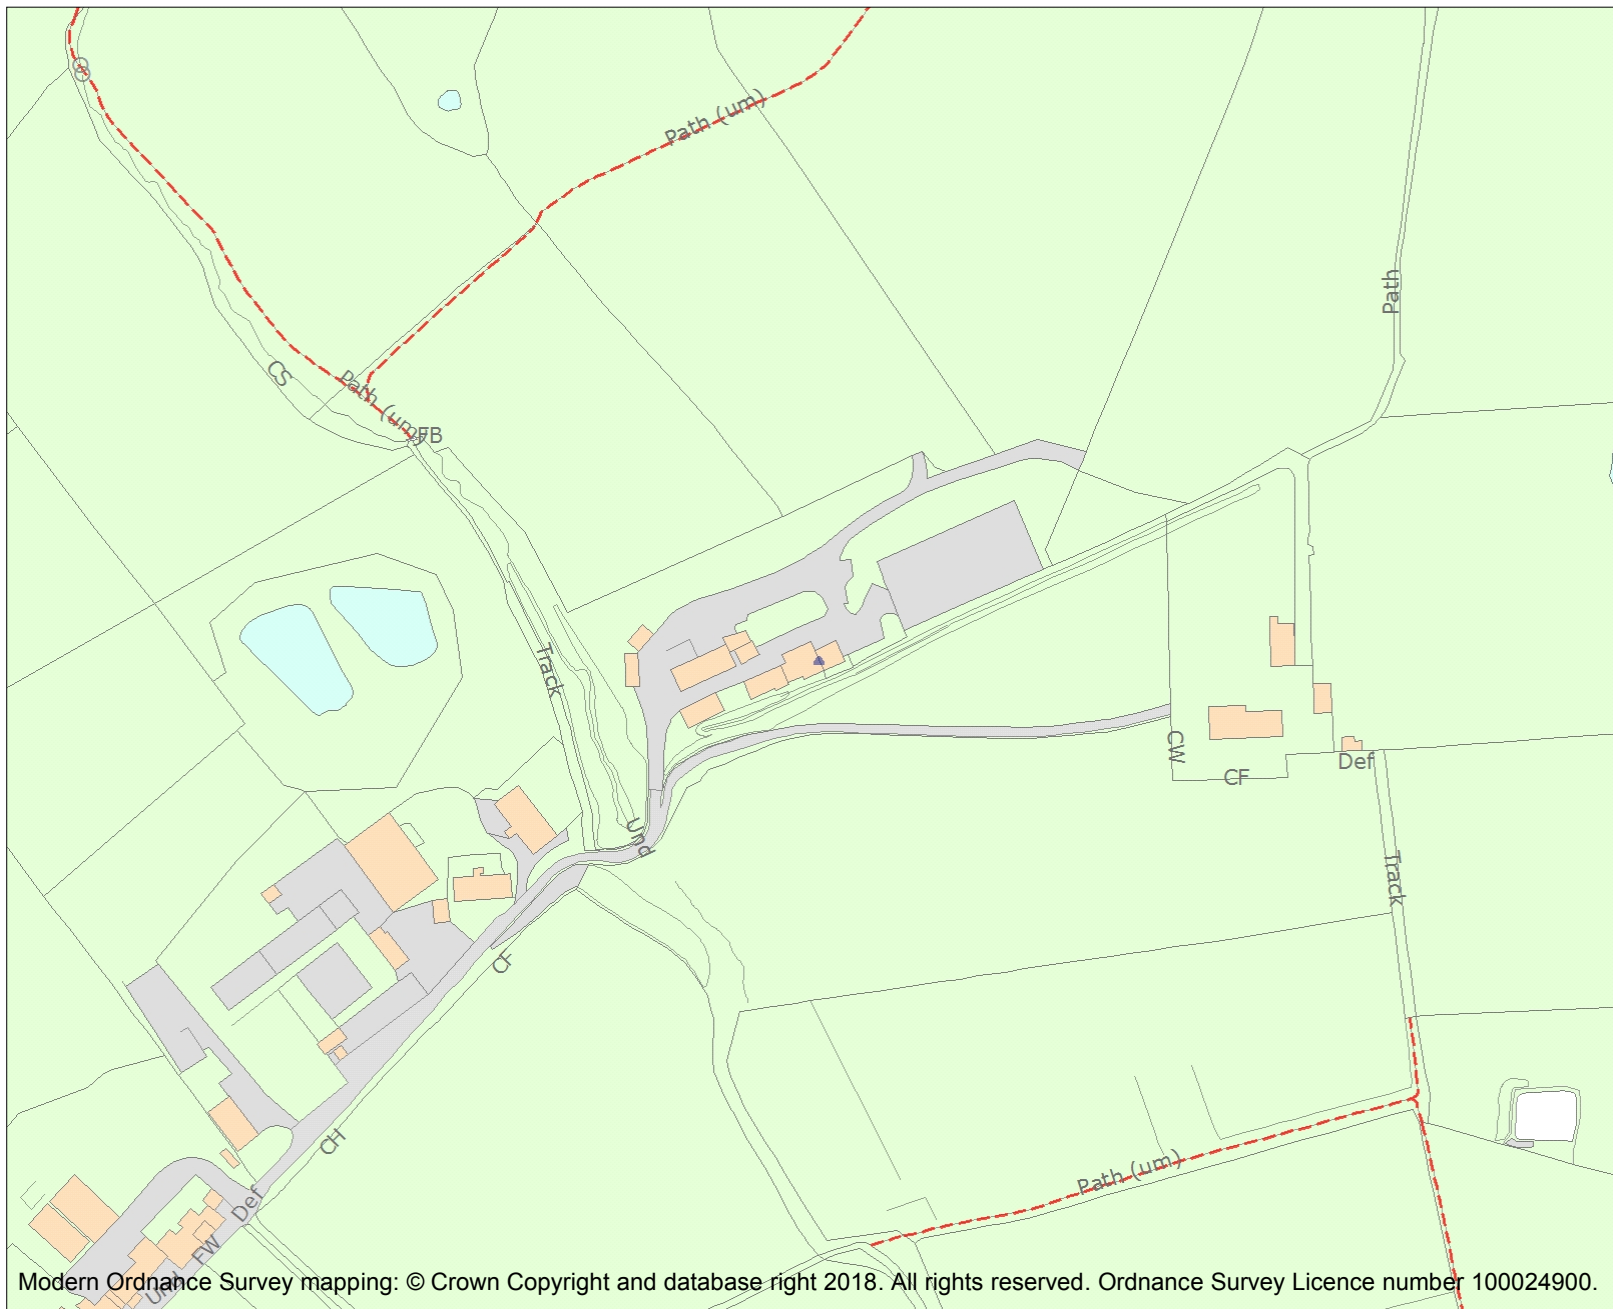 Path (um)
Path
CS
Path (um)
FB
Track
CW
CF
Def
Und
Track
CF
CH
Path (um)
Def
FW
Und
Modern Ordnance Survey mapping: © Crown Copyright and database right 2018. All rights reserved. Ordnance Survey Licence number 100024900.